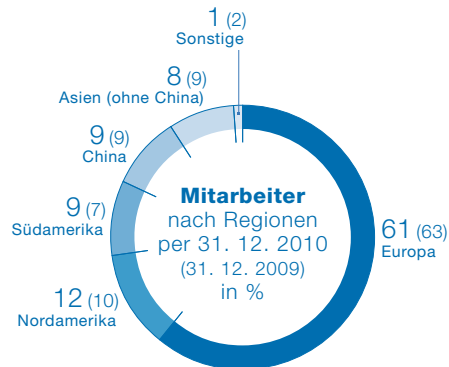 1 (2)
Sonstige
8 (9)
Asien (ohne China)
9 (9)
China
9 (7)
Südamerika
12 (10)
Nordamerika
Mitarbeiter
nach Regionen
per 31. 12. 2010
(31. 12. 2009)
in %
61 (63)
Europa